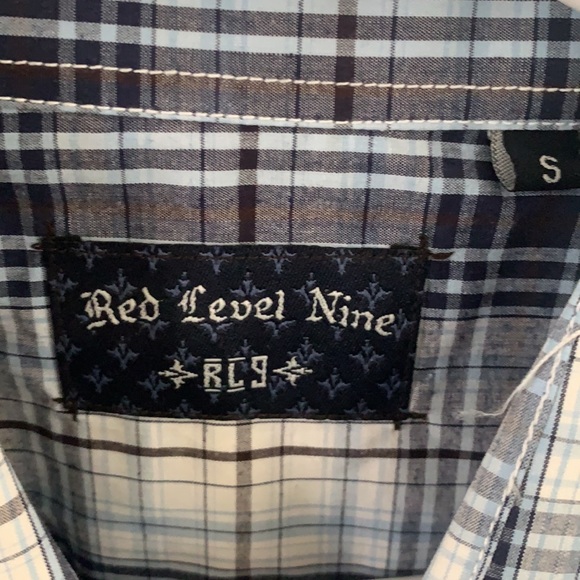 S
Red Level Nine
RL9